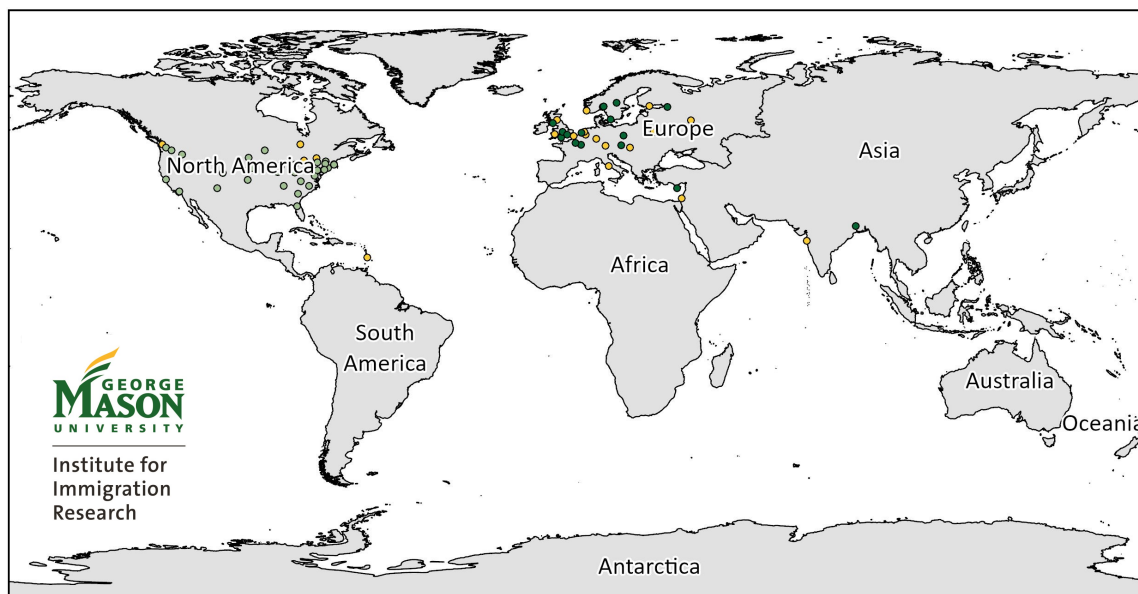 North America
Europe
Asia
Africa
South
America
Australia
Oceania
Antarctica
GEORGE
MASON
UNIVERSITY
Institute for
Immigration
Research